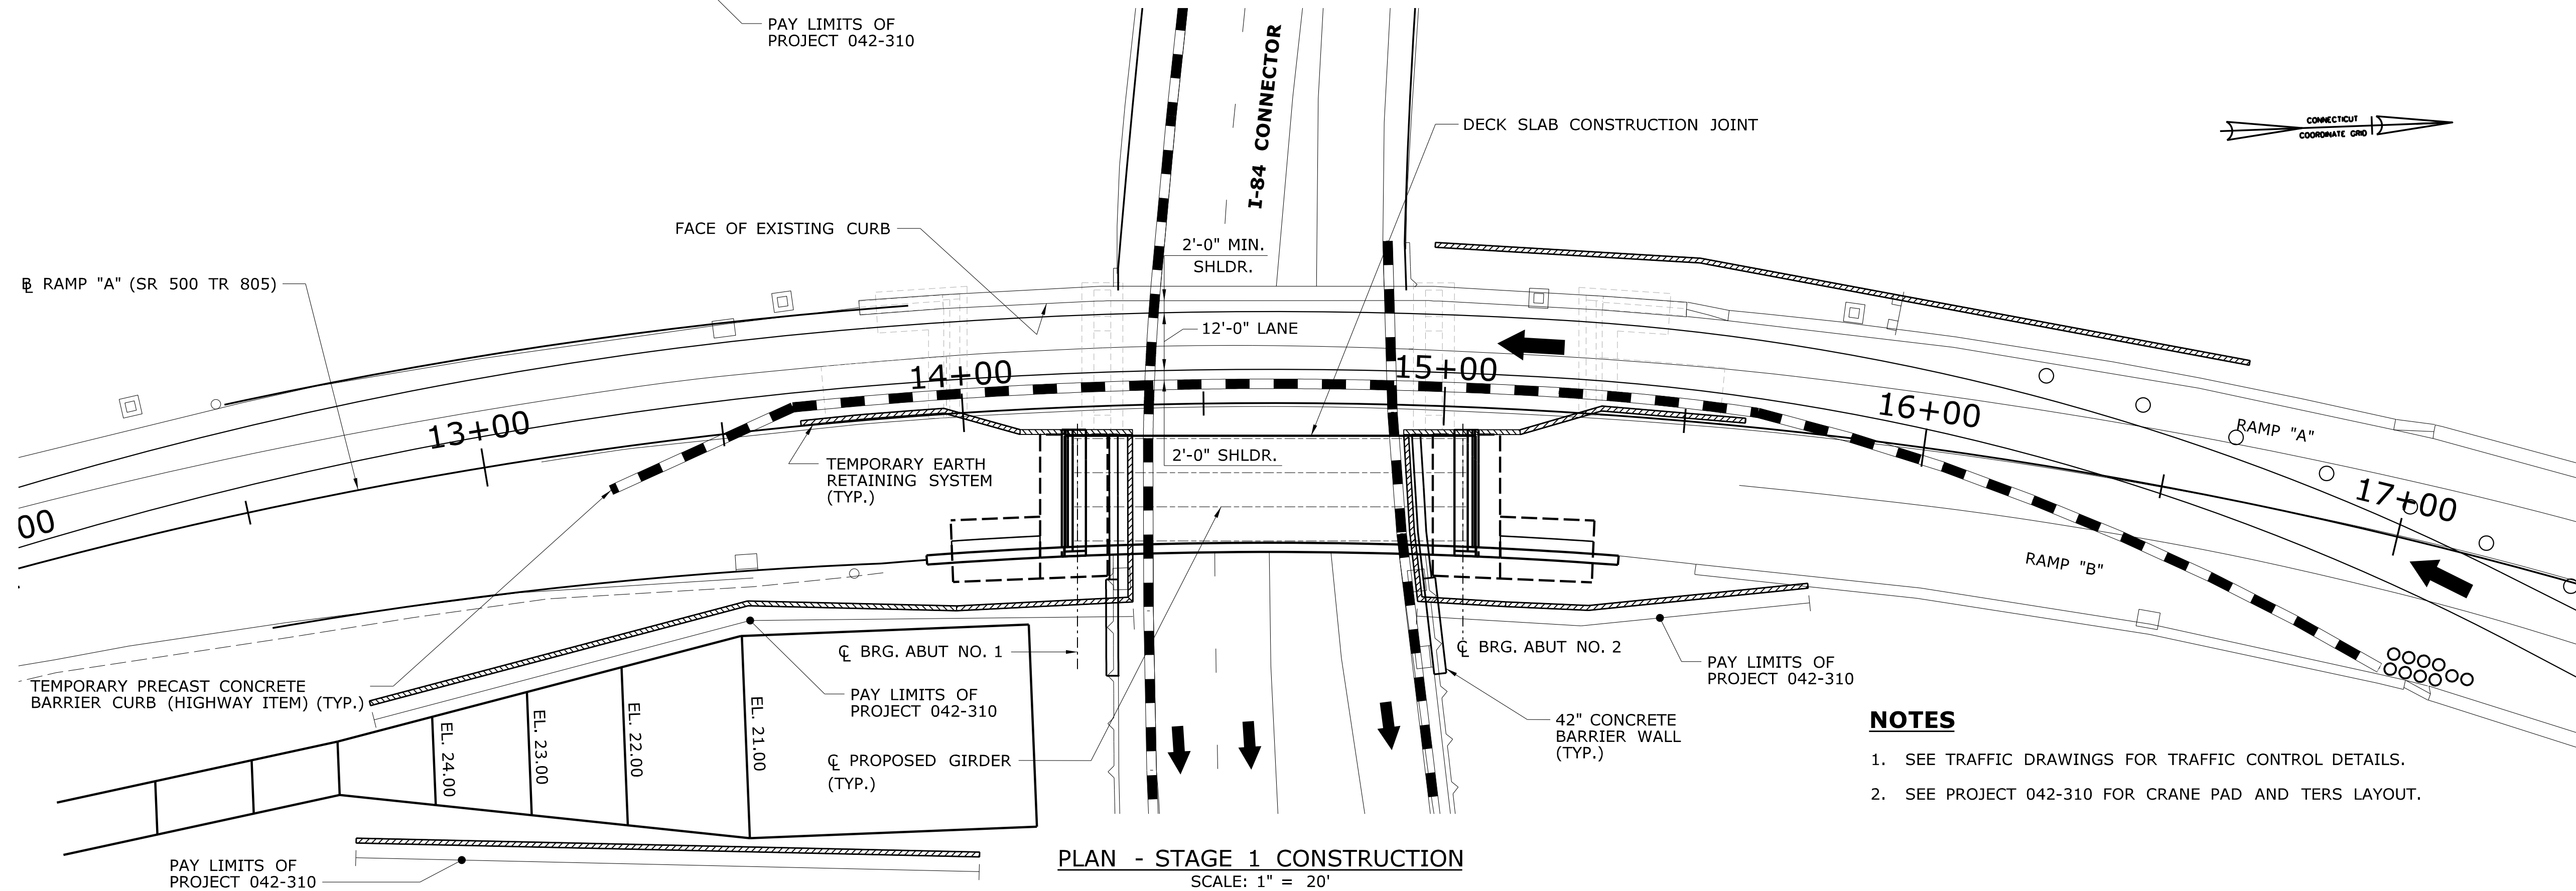 PAY LIMITS OF
PROJECT 042-310
I-84 CONNECTOR
DECK SLAB CONSTRUCTION JOINT
CONNECTICUT
COORDINATE GRID
FACE OF EXISTING CURB
2'-0" MIN.
SHLDR.
℄ RAMP "A" (SR 500 TR 805)
12'-0" LANE
14+00
15+00
16+00
13+00
RAMP "A"
2'-0" SHLDR.
TEMPORARY EARTH
RETAINING SYSTEM
(TYP.)
17+00
00
RAMP "B"
℄ BRG. ABUT NO. 1
℄ BRG. ABUT NO. 2
PAY LIMITS OF
PROJECT 042-310
TEMPORARY PRECAST CONCRETE
BARRIER CURB (HIGHWAY ITEM) (TYP.)
PAY LIMITS OF
PROJECT 042-310
EL. 24.00
EL. 23.00
EL. 22.00
EL. 21.00
42" CONCRETE
BARRIER WALL
(TYP.)
℄ PROPOSED GIRDER
(TYP.)
NOTES
1. SEE TRAFFIC DRAWINGS FOR TRAFFIC CONTROL DETAILS.
2. SEE PROJECT 042-310 FOR CRANE PAD AND TERS LAYOUT.
PAY LIMITS OF
PROJECT 042-310
PLAN - STAGE 1 CONSTRUCTION
SCALE: 1" = 20'